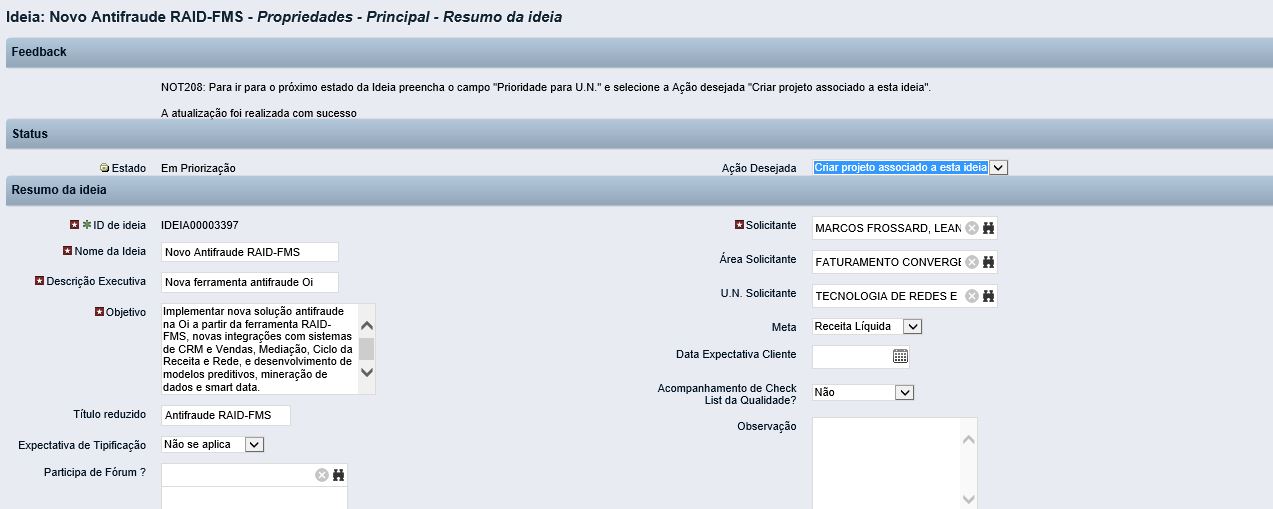 Ideia: Novo Antifraude RAID-FMS - Propriedades - Principal - Resumo da ideia
Feedback
NOT208: Para ir para o próximo estado da Ideia preencha o campo "Prioridade para U.N." e selecione a Ação desejada "Criar projeto associado a esta ideia".
A atualização foi realizada com sucesso
Status
Estado Em Priorização
Ação Desejada Criar projeto associado a esta ideia
Resumo da ideia
ID de ideia IDEIA00003397
Nome da Ideia Novo Antifraude RAID-FMS
Descrição Executiva Nova ferramenta antifraude Oi
Objetivo Implementar nova solução antifraude
na Oi a partir da ferramenta RAID-
FMS, novas integrações com sistemas
de CRM e Vendas, Mediação, Ciclo da
Receita e Rede, e desenvolvimento de
modelos preditivos, mineração de
dados e smart data.
Título reduzido Antifraude RAID-FMS
Expectativa de Tipificação Não se aplica
Participa de Fórum ?
Solicitante MARCOS FROSSARD, LEAN
Área Solicitante FATURAMENTO CONVERGE
U.N. Solicitante TECNOLOGIA DE REDES E
Meta Receita Líquida
Data Expectativa Cliente
Acompanhamento de Check
List da Qualidade? Não
Observação